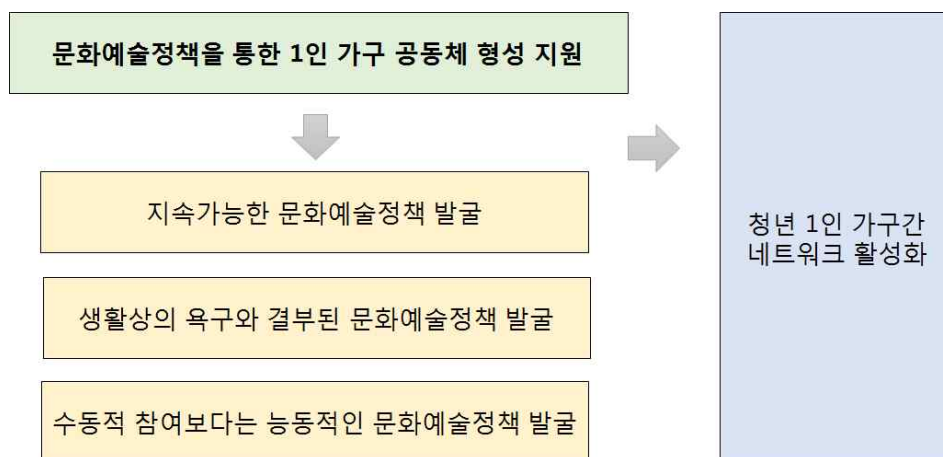 문화예술정책을 통한 1인 가구 공동체 형성 지원
지속가능한 문화예술정책 발굴
생활상의 욕구와 결부된 문화예술정책 발굴
수동적 참여보다는 능동적인 문화예술정책 발굴
청년 1인 가구간
네트워크 활성화